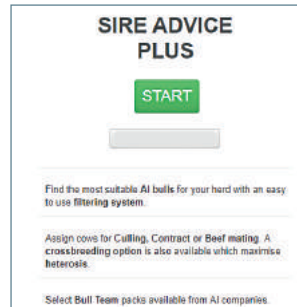 SIRE ADVICE
PLUS
START
Find the most suitable AI bulls for your herd with an easy
to use filtering system.
Assign cows for Culling, Contract or Beef mating. A
crossbreeding option is also available which maximise
heterosis.
Select Bull Team packs available from AI companies.